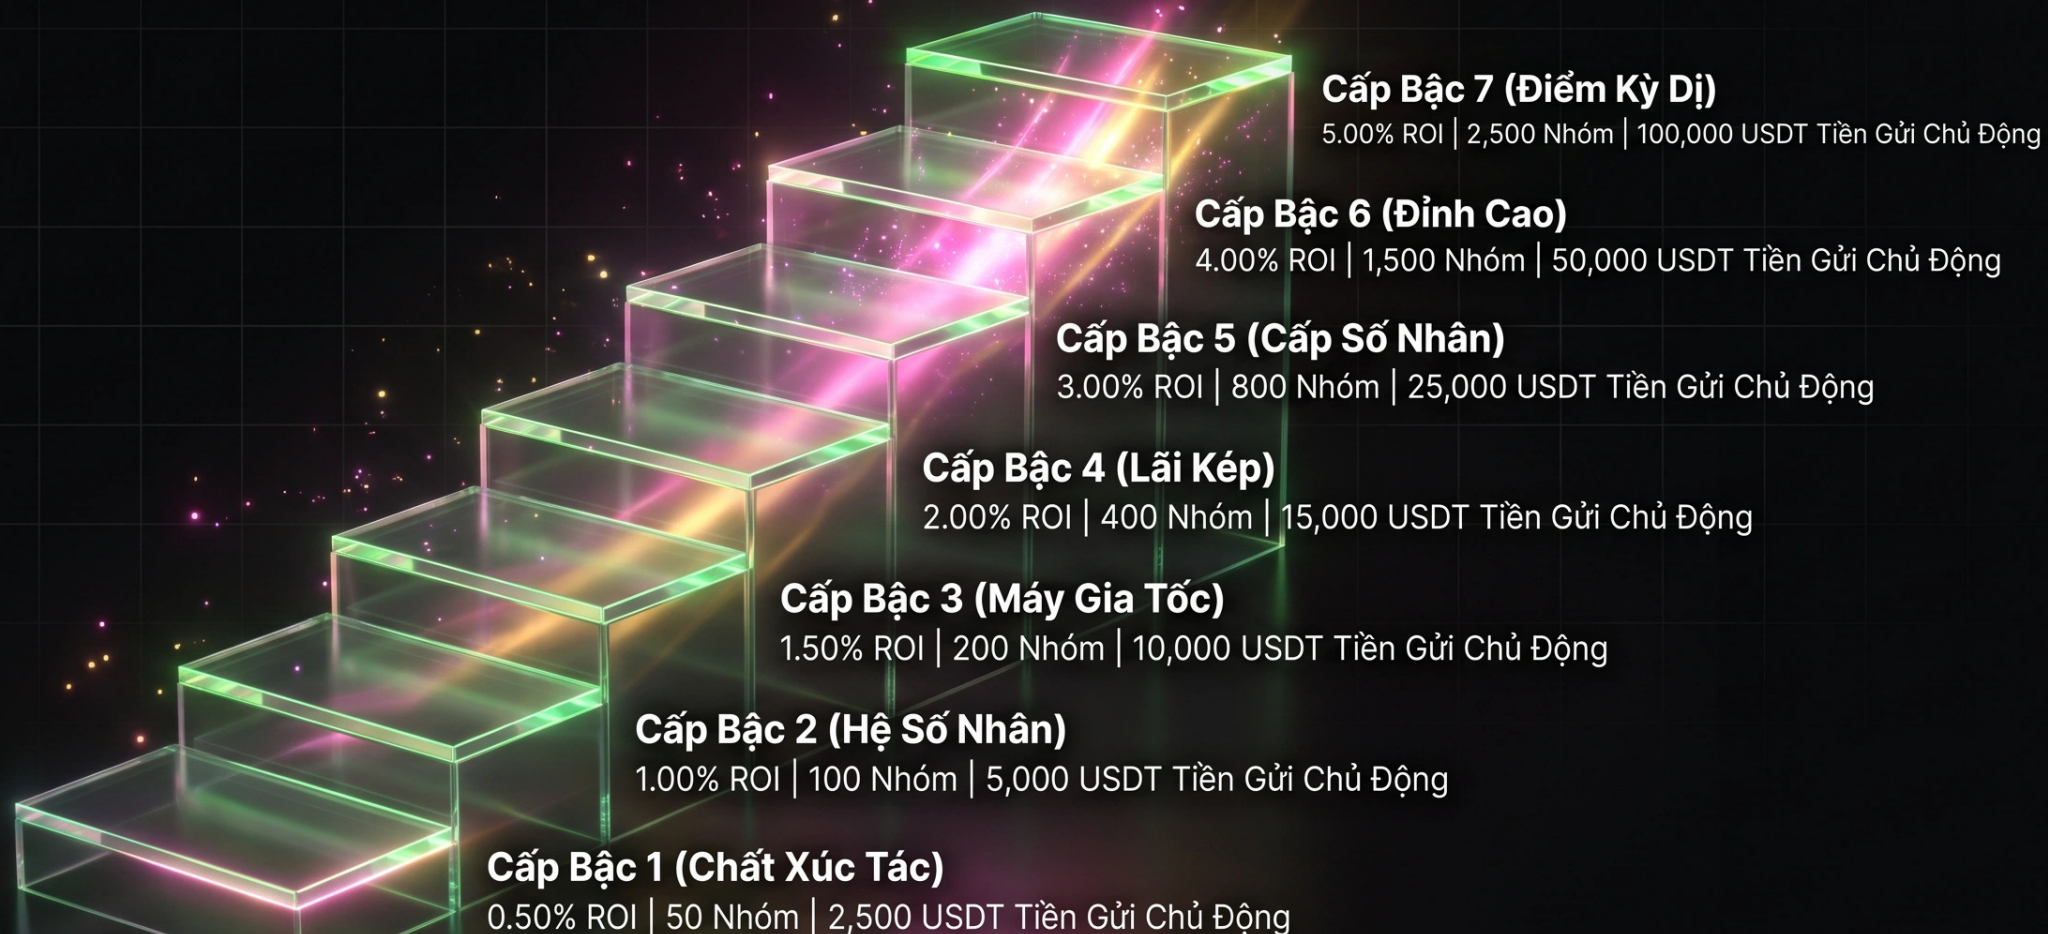 Cấp Bậc 7 (Điểm Kỳ Dị)
5.00% ROI | 2,500 Nhóm | 100,000 USDT Tiền Gửi Chủ Động
Cấp Bậc 6 (Đỉnh Cao)
4.00% ROI | 1,500 Nhóm | 50,000 USDT Tiền Gửi Chủ Động
Cấp Bậc 5 (Cấp Số Nhân)
3.00% ROI | 800 Nhóm | 25,000 USDT Tiền Gửi Chủ Động
Cấp Bậc 4 (Lãi Kép)
2.00% ROI | 400 Nhóm | 15,000 USDT Tiền Gửi Chủ Động
Cấp Bậc 3 (Máy Gia Tốc)
1.50% ROI | 200 Nhóm | 10,000 USDT Tiền Gửi Chủ Động
Cấp Bậc 2 (Hệ Số Nhân)
1.00% ROI | 100 Nhóm | 5,000 USDT Tiền Gửi Chủ Động
Cấp Bậc 1 (Chất Xúc Tác)
0.50% ROI | 50 Nhóm | 2,500 USDT Tiền Gửi Chủ Động